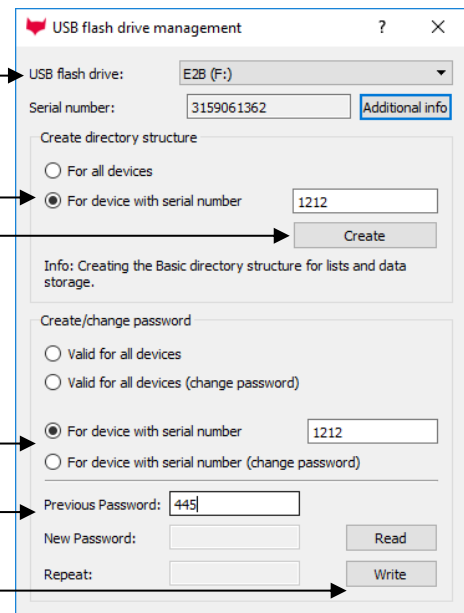 USB flash drive management ? ×
USB flash drive: E2B (F:)
Serial number: 3159061362 Additional info
Create directory structure
For all devices
For device with serial number 1212
Create
Info: Creating the Basic directory structure for lists and data
storage.
Create/change password
Valid for all devices
Valid for all devices (change password)
For device with serial number 1212
For device with serial number (change password)
Previous Password: 445
New Password: Read
Repeat: Write